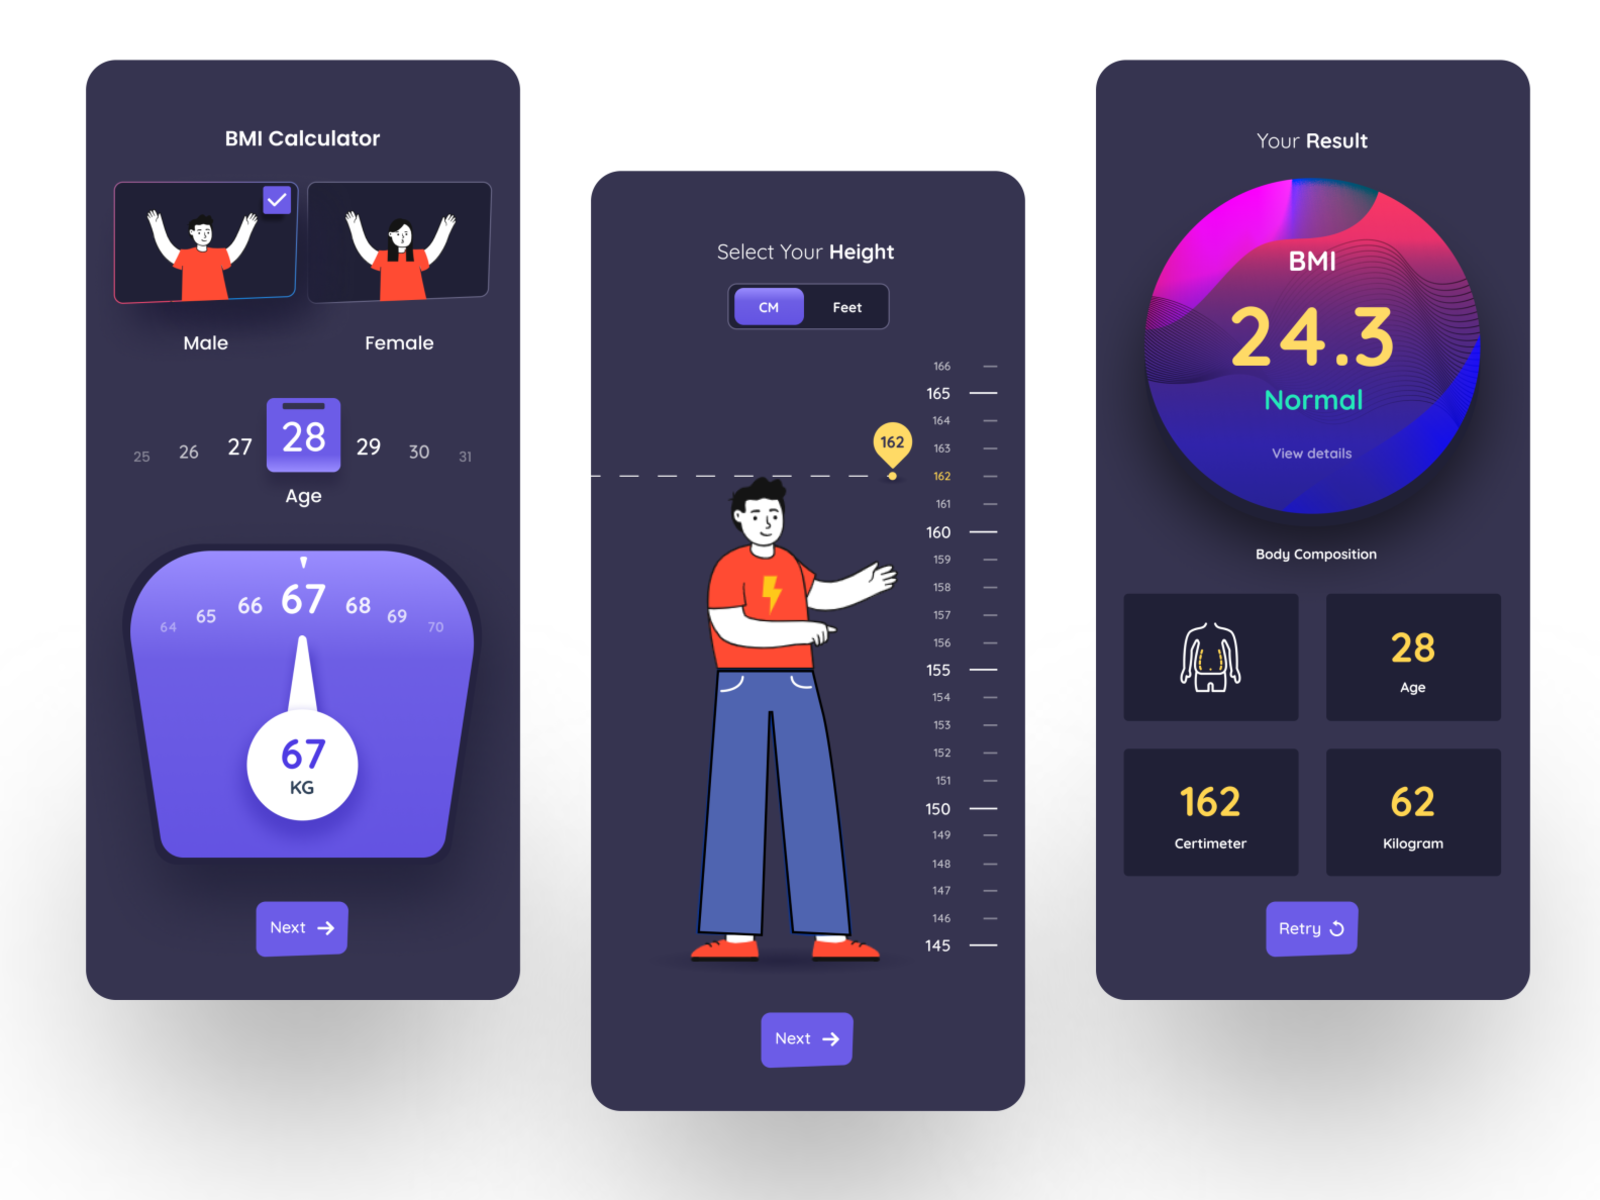 BMI Calculator
Male
Female
25 26 27 28 29 30 31
Age
64 65 66 67 68 69 70
67
KG
Next
Select Your Height
CM Feet
166
165
164
162
163
162
161
160
159
158
157
156
155
154
153
152
151
150
149
148
147
146
145
Next
Your Result
BMI
24.3
Normal
View details
Body Composition
28
Age
162
Certimeter
62
Kilogram
Retry